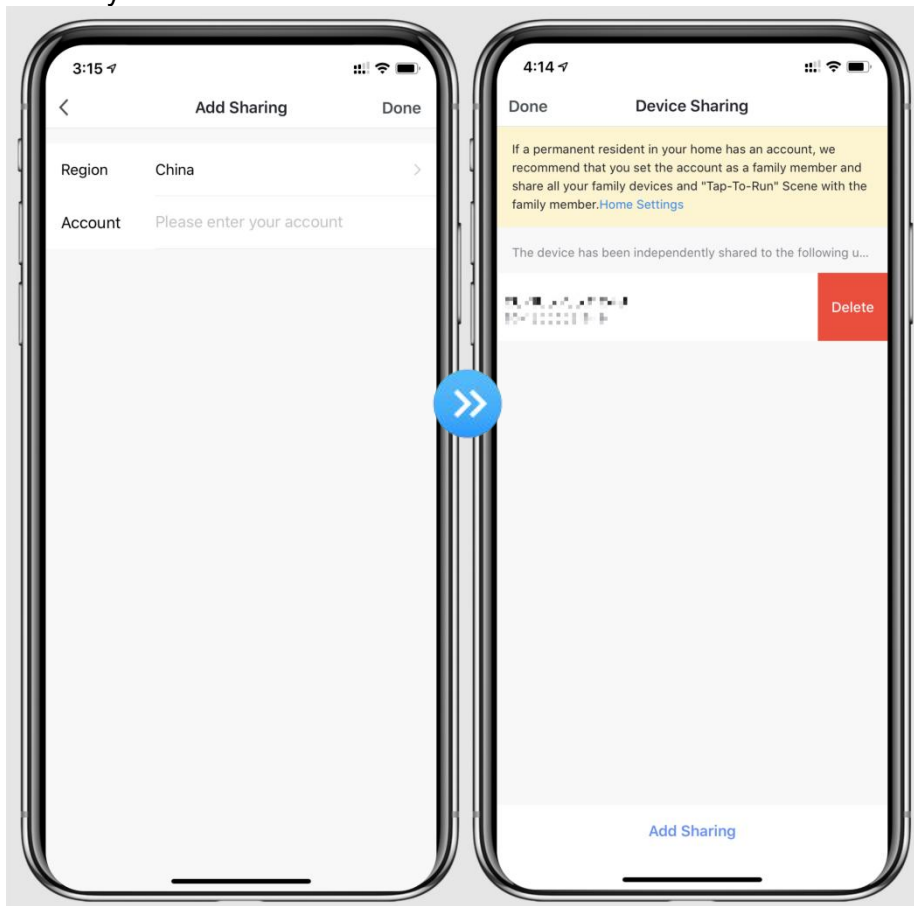 3:15
Add Sharing
Done
Region
China
Account
Please enter your account
4:14
Done
Device Sharing
If a permanent resident in your home has an account, we
recommend that you set the account as a family member and
share all your family devices and "Tap-To-Run" Scene with the
family member.Home Settings
The device has been independently shared to the following u...
Delete
Add Sharing